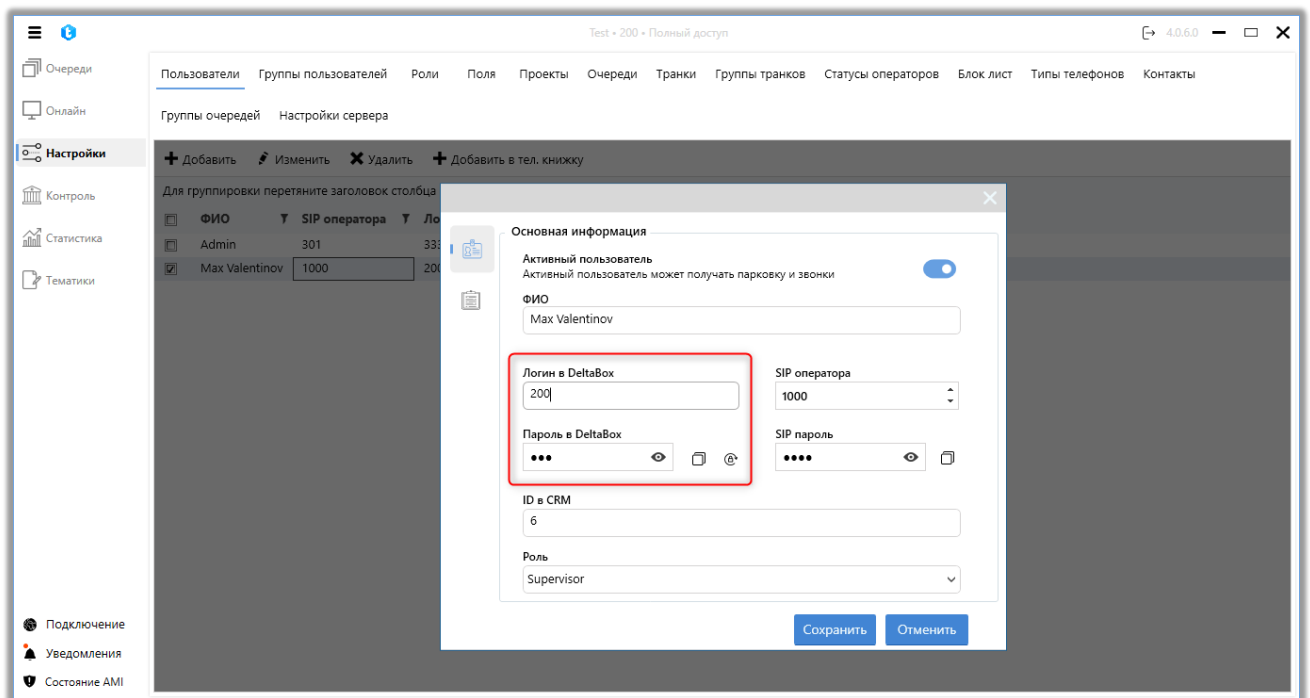 Test • 200 • Полный доступ
4.0.6.0
Очереди
Онлайн
Настройки
Контроль
Статистика
Тематики
Подключение
Уведомления
Состояние AMI
Пользователи Группы пользователей Роли Поля Проекты Очереди Транки Группы транков Статусы операторов Блок лист Типы телефонов Контакты
Группы очередей Настройки сервера
Добавить Изменить Удалить Добавить в тел. книжку
Для группировки перетяните заголовок столбца
ФИО SIP оператора Ло
Admin 301 333
Max Valentinov 1000 200
Основная информация
Активный пользователь
Активный пользователь может получать парковку и звонки
ФИО
Max Valentinov
Логин в DeltaBox SIP оператора
200 1000
Пароль в DeltaBox SIP пароль
••• ••••
ID в CRM
6
Роль
Supervisor
Сохранить Отменить